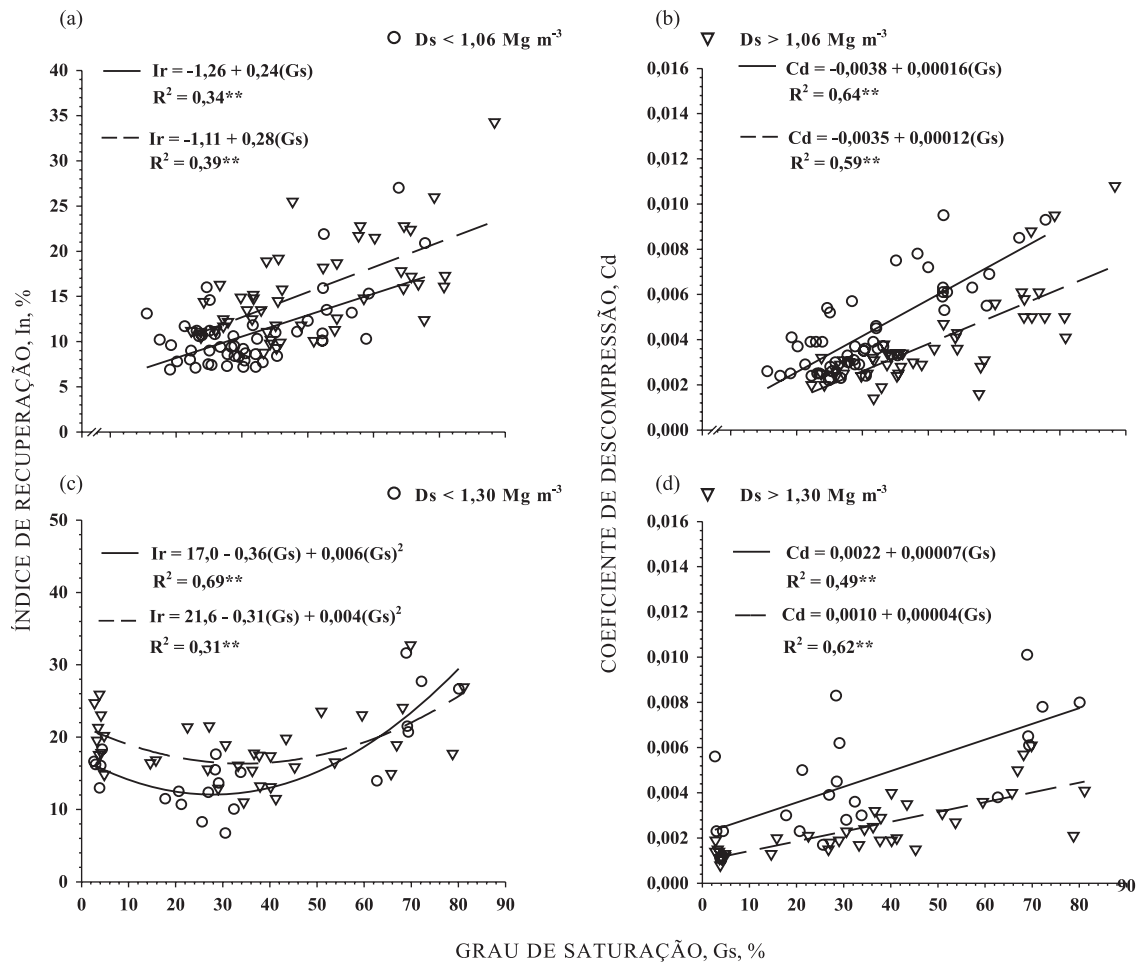 (a)
(b)
Ds < 1,06 Mg m⁻³
Ds > 1,06 Mg m⁻³
40
35
30
25
20
15
10
5
0
Ir = -1,26 + 0,24(Gs)
R² = 0,34**
Ir = -1,11 + 0,28(Gs)
R² = 0,39**
0,016
0,014
0,012
0,010
0,008
0,006
0,004
0,002
0,000
Cd = -0,0038 + 0,00016(Gs)
R² = 0,64**
Cd = -0,0035 + 0,00012(Gs)
R² = 0,59**
ÍNDICE DE RECUPERAÇÃO, In, %
COEFICIENTE DE DESCOMPRESSÃO, Cd
(c)
(d)
Ds < 1,30 Mg m⁻³
Ds > 1,30 Mg m⁻³
50
40
30
20
10
0
Ir = 17,0 - 0,36(Gs) + 0,006(Gs)²
R² = 0,69**
Ir = 21,6 - 0,31(Gs) + 0,004(Gs)²
R² = 0,31**
0 10 20 30 40 50 60 70 80 90
0,016
0,014
0,012
0,010
0,008
0,006
0,004
0,002
0,000
Cd = 0,0022 + 0,00007(Gs)
R² = 0,49**
Cd = 0,0010 + 0,00004(Gs)
R² = 0,62**
0 10 20 30 40 50 60 70 80 90
GRAU DE SATURAÇÃO, Gs, %